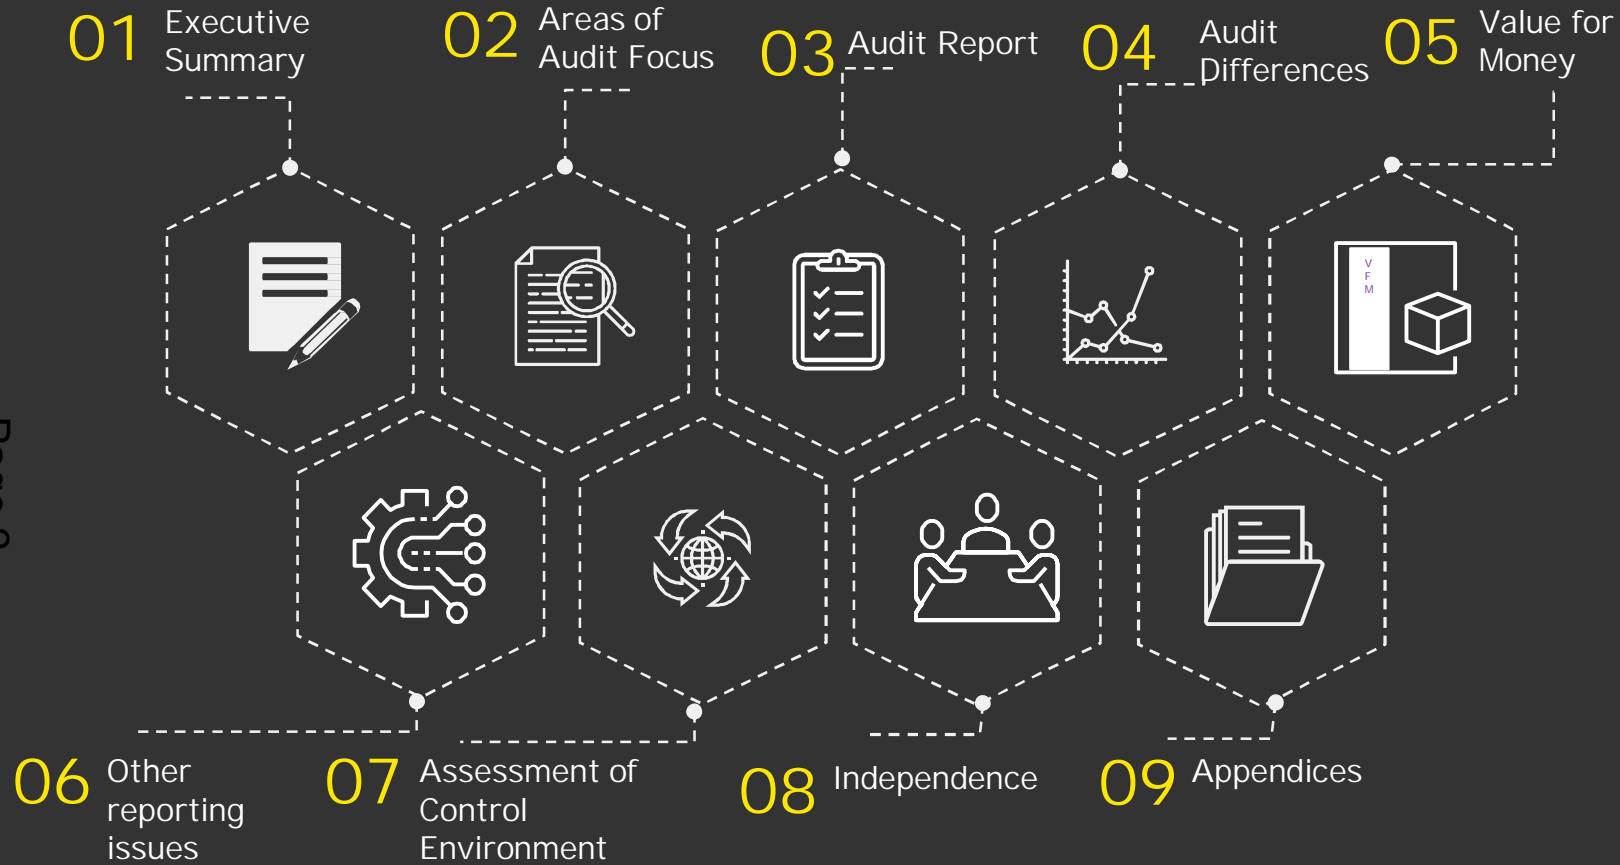 01 Executive
Summary
02 Areas of
Audit Focus
03 Audit Report
04 Audit
Differences
05 Value for
Money
V
F
M
06 Other
reporting
issues
07 Assessment of
Control
Environment
08 Independence
09 Appendices